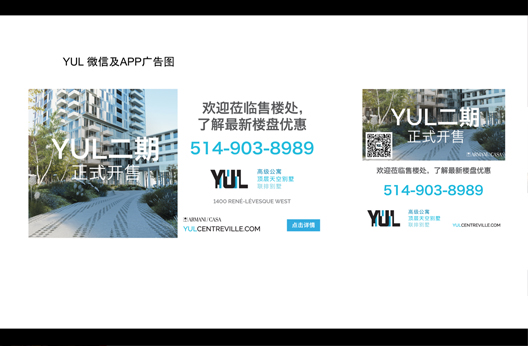 YUL 微信及APP广告图
YUL二期
正式开售
欢迎莅临售楼处，
了解最新楼盘优惠
514-903-8989
YUL
高级公寓
顶层天空别墅
联排别墅
1400 RENÉ-LÉVESQUE WEST
ARMANI/CASA
YULCENTREVILLE.COM
点击详情
YUL二期
正式开售
ARMANI/CASA
欢迎莅临售楼处，了解最新楼盘优惠
514-903-8989
YUL
高级公寓
顶层天空别墅
联排别墅
YULCENTREVILLE.COM